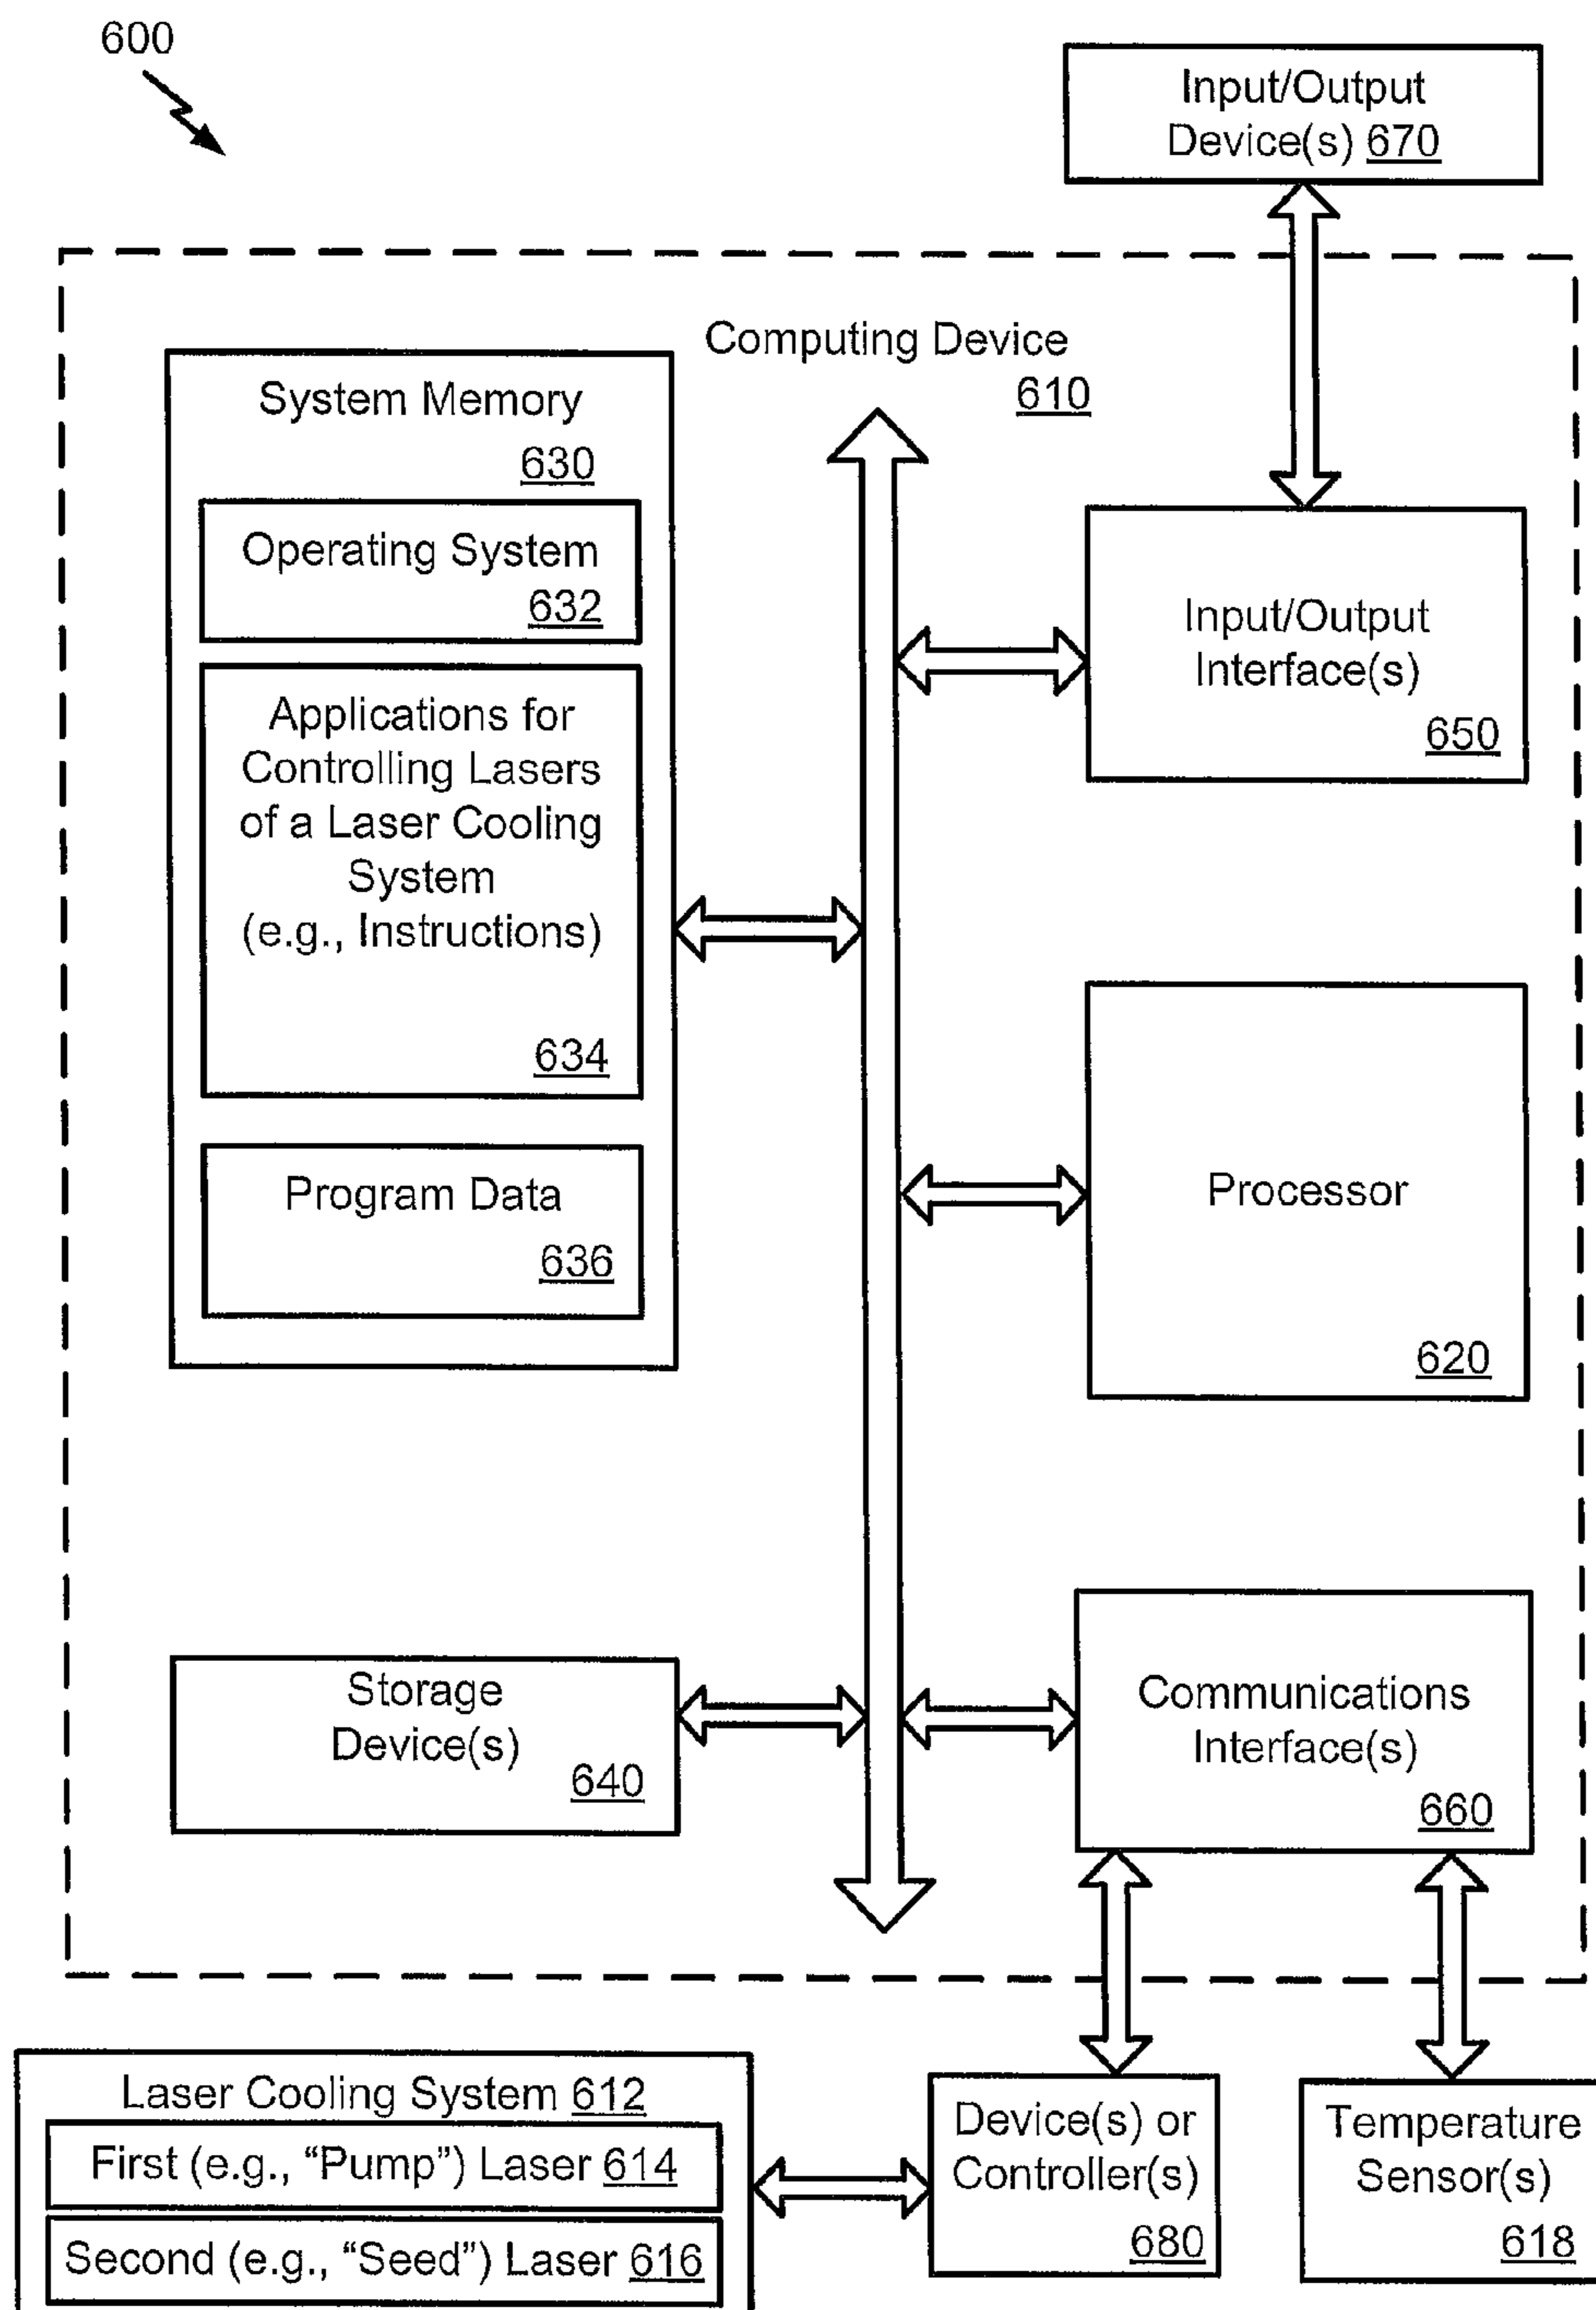 600
Input/Output
Device(s) 670
Computing Device
610
System Memory
630
Operating System
632
Applications for
Controlling Lasers
of a Laser Cooling
System
(e.g., Instructions)
634
Program Data
636
Input/Output
Interface(s)
650
Processor
620
Storage
Device(s)
640
Communications
Interface(s)
660
Laser Cooling System 612
First (e.g., “Pump”) Laser 614
Second (e.g., “Seed”) Laser 616
Device(s) or
Controller(s)
680
Temperature
Sensor(s)
618